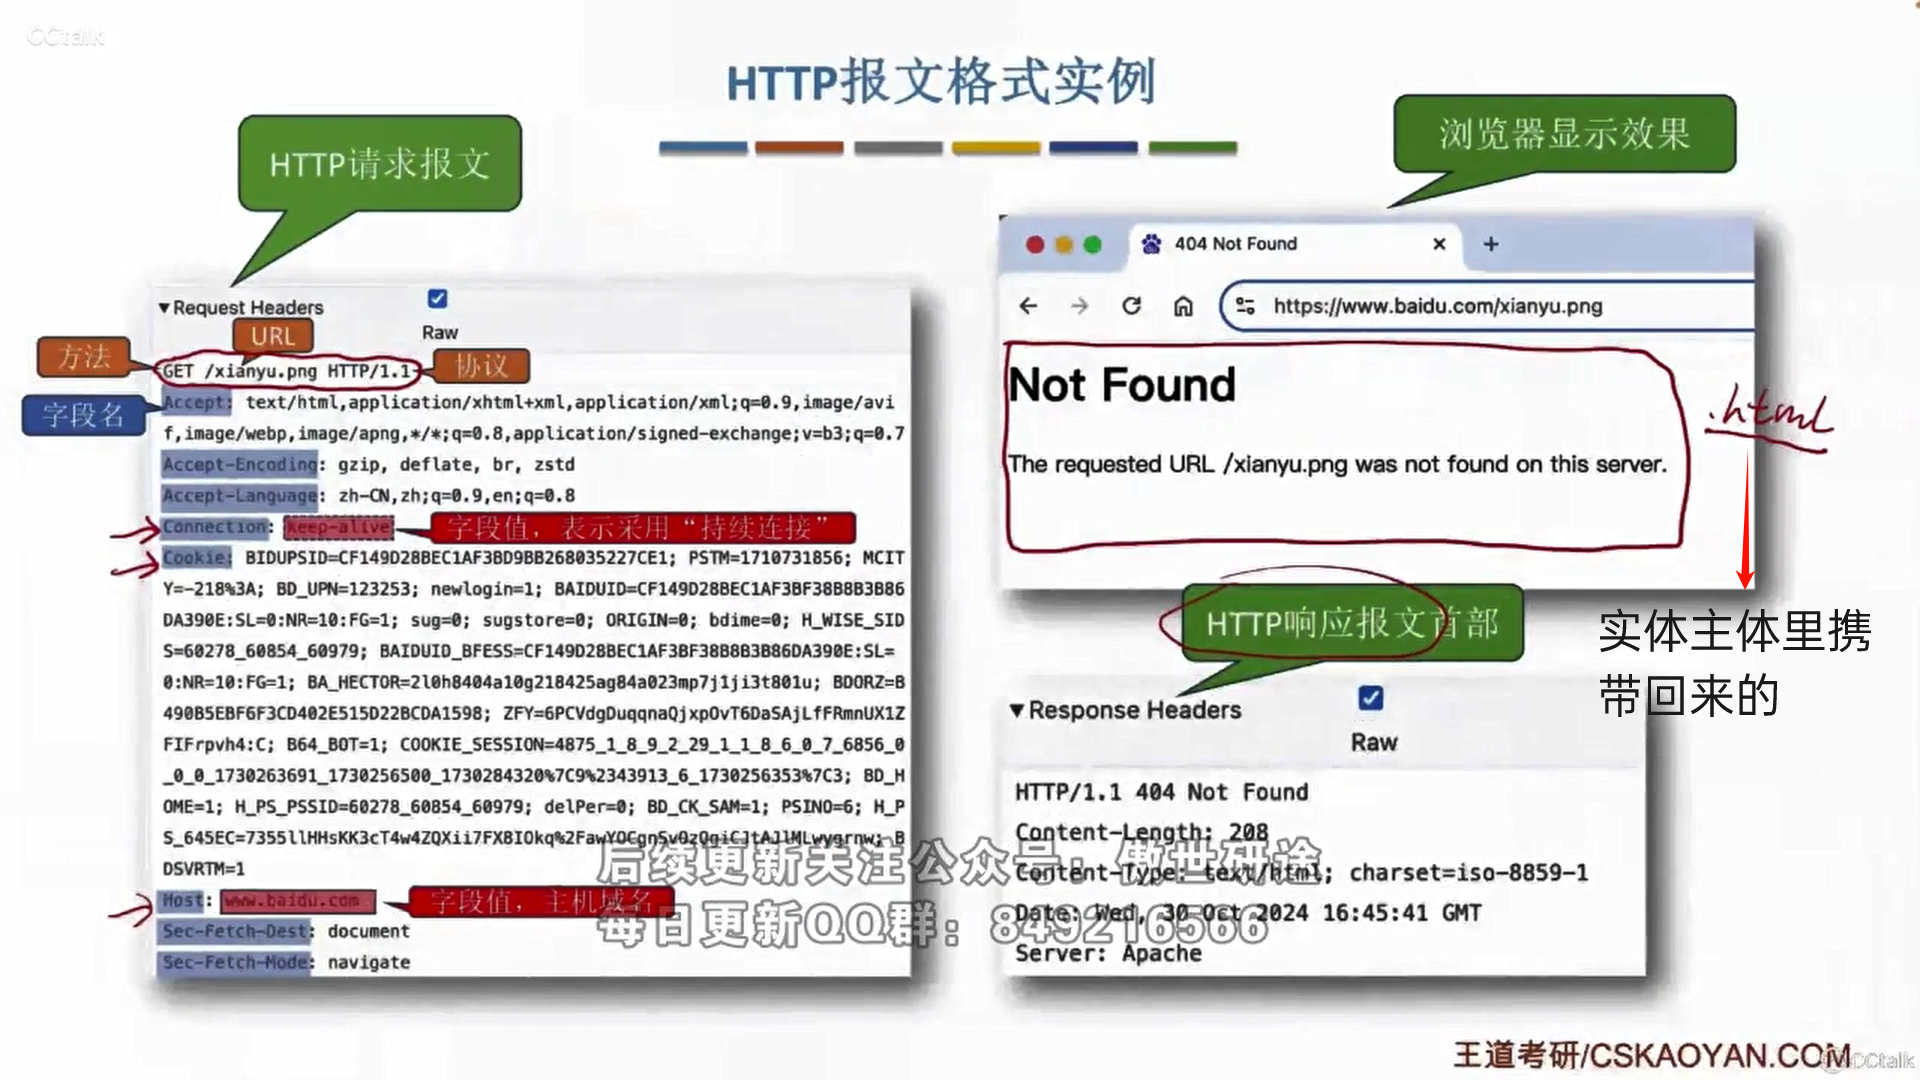 CCtalk
HTTP报文格式实例
HTTP请求报文
浏览器显示效果
▼Request Headers
Raw
方法
URL
协议
GET /xianyu.png HTTP/1.1
字段名
Accept: text/html,application/xhtml+xml,application/xml;q=0.9,image/avi
f,image/webp,image/apng,*/*;q=0.8,application/signed-exchange;v=b3;q=0.7
Accept-Encoding: gzip, deflate, br, zstd
Accept-Language: zh-CN,zh;q=0.9,en;q=0.8
Connection: keep-alive
字段值，表示采用“持续连接”
Cookie: BIDUPSID=CF149D28BEC1AF3BD9BB268035227CE1; PSTM=1710731856; MCIT
Y=-218%3A; BD_UPN=123253; newlogin=1; BAIDUID=CF149D28BEC1AF3BF38B8B3B86
DA390E:SL=0:NR=10:FG=1; sug=0; sugstore=0; ORIGIN=0; bdime=0; H_WISE_SID
S=60278_60854_60979; BAIDUID_BFESS=CF149D28BEC1AF3BF38B8B3B86DA390E:SL=
0:NR=10:FG=1; BA_HECTOR=2l0h8404a10g218425ag84a023mp7j1ji3t801u; BDORZ=B
490B5EBF6F3CD402E515D22BCDA1598; ZFY=6PCVdgDuqqnaQjxpOvT6DaSAjLfFRmnUX1Z
FIFrpvh4:C; B64_BOT=1; COOKIE_SESSION=4875_1_8_9_2_29_1_1_8_6_0_7_6856_0
_0_0_1730263691_1730256500_1730284320%7C9%2343913_6_1730256353%7C3; BD_H
OME=1; H_PS_PSSID=60278_60854_60979; delPer=0; BD_CK_SAM=1; PSINO=6; H_P
DSVRTM=1
Host: www.baidu.com
字段值，主机域名
Sec-Fetch-Dest: document
Sec-Fetch-Mode: navigate
404 Not Found
https://www.baidu.com/xianyu.png
Not Found
The requested URL /xianyu.png was not found on this server.
.html
实体主体里携
带回来的
HTTP响应报文首部
▼Response Headers
Raw
HTTP/1.1 404 Not Found
Content-Length: 208
Content-Type: text/html; charset=iso-8859-1
Date: Wed, 30 Oct 2024 16:45:41 GMT
Server: Apache
后续更新关注公众号：傲世研途
每日更新QQ群：849216566
王道考研/CSKAOYAN.COM
CCtalk